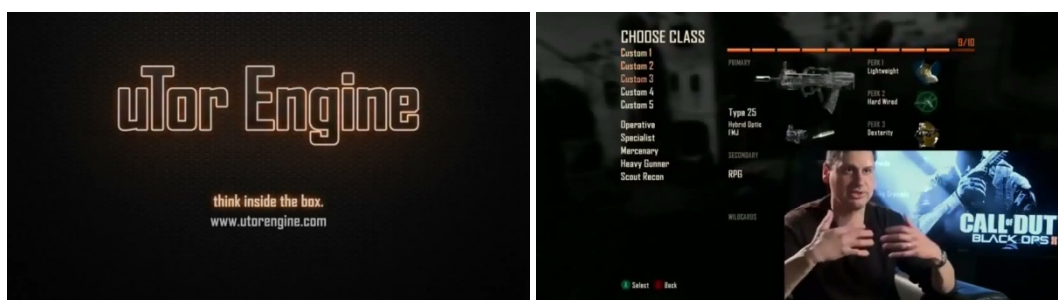 uTor Engine
think inside the box.
www.utorengine.com
CHOOSE CLASS
Custom 1
Custom 2
Custom 3
Custom 4
Custom 5
Operative
Specialist
Mercenary
Heavy Gunner
Scout Recon
9/10
PRIMARY
Type 25
Hybrid Optic
FMJ
SECONDARY
RPG
WILDCARDS
PERK 1
Lightweight
PERK 2
Hard Wired
PERK 3
Dexterity
CALL OF DUT
BLACK OPS II
A Select
Back